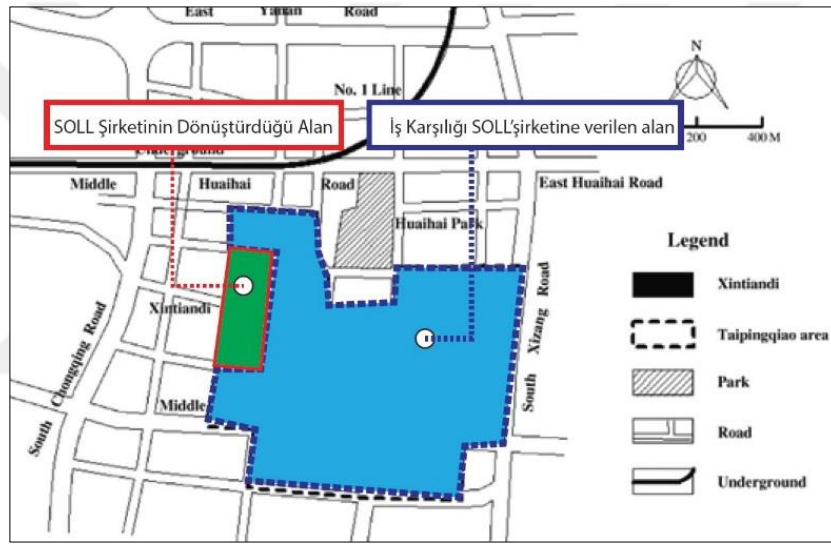 East Yanan Road
No. 1 Line
N
SOLL Şirketinin Dönüştürdüğü Alan
İş Karşılığı SOLL'şirketine verilen alan
200 400 M
Underground
Middle Huaihai Road
East Huaihai Road
Huaihai Park
Legend
Xintiandi
Xintiandi
Taipingqiao area
South Chongqing Road
South Xizang Road
Middle
Park
Road
Underground